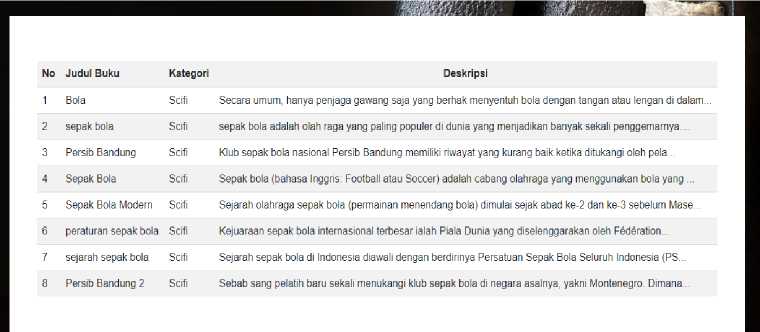 No Judul Buku Kategori Deskripsi
1 Bola Scifi Secara umum, hanya penjaga gawang saja yang berhak menyentuh bola dengan tangan atau lengan di dalam...
2 sepak bola Scifi sepak bola adalah olah raga yang paling populer di dunia yang menjadikan banyak sekali penggemarnya....
3 Persib Bandung Scifi Klub sepak bola nasional Persib Bandung memiliki riwayat yang kurang baik ketika ditukangi oleh pela...
4 Sepak Bola Scifi Sepak bola (bahasa Inggris: Football atau Soccer) adalah cabang olahraga yang menggunakan bola yang ...
5 Sepak Bola Modern Scifi Sejarah olahraga sepak bola (permainan menendang bola) dimulai sejak abad ke-2 dan ke-3 sebelum Mase...
6 peraturan sepak bola Scifi Kejuaraan sepak bola internasional terbesar ialah Piala Dunia yang diselenggarakan oleh Fédération...
7 sejarah sepak bola Scifi Sejarah sepak bola di Indonesia diawali dengan berdirinya Persatuan Sepak Bola Seluruh Indonesia (PS...
8 Persib Bandung 2 Scifi Sebab sang pelatih baru sekali menukangi klub sepak bola di negara asalnya, yakni Montenegro. Dimana...